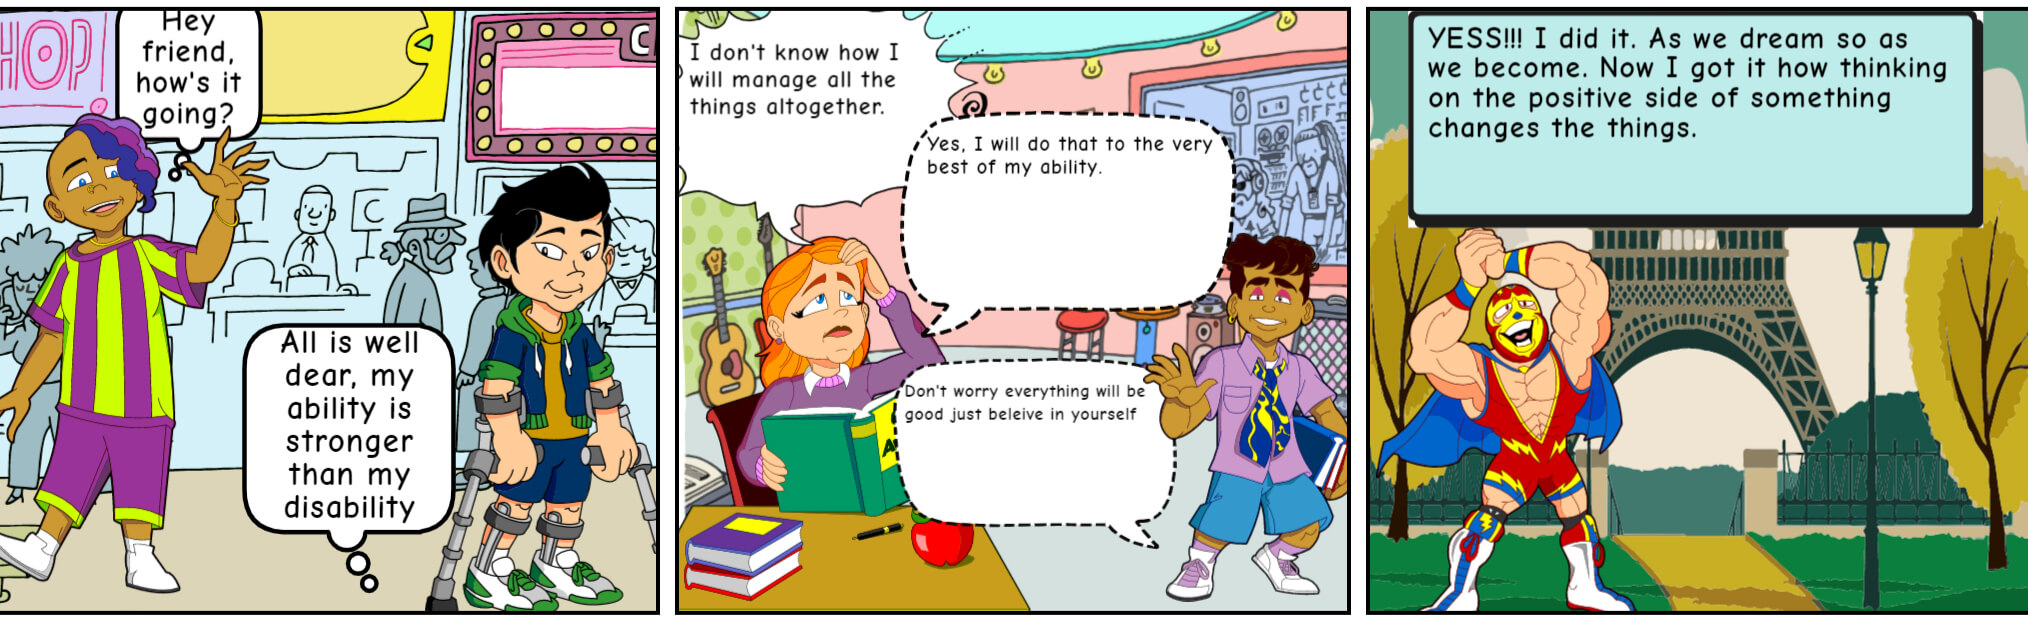 HOP
Hey
friend,
how's it
going?
C
C
All is well
dear, my
ability is
stronger
than my
disability
I don't know how I
will manage all the
things altogether.
Yes, I will do that to the very
best of my ability.
Don't worry everything will be
good just beleive in yourself
A
YESS!!! I did it. As we dream so as
we become. Now I got it how thinking
on the positive side of something
changes the things.